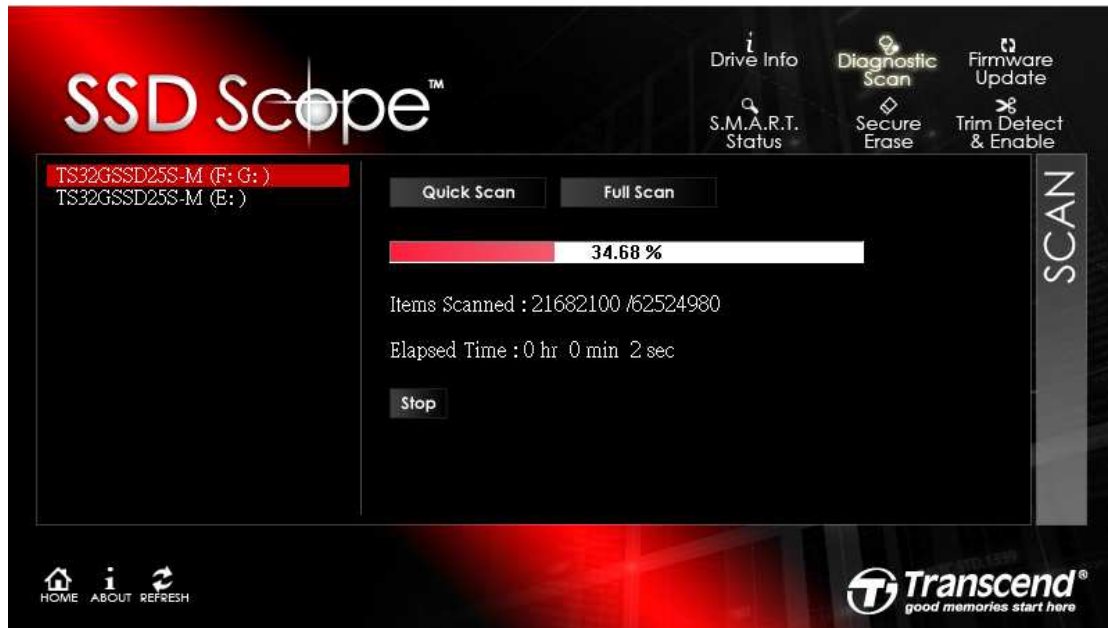 SSD Scope™
Drive Info
Diagnostic
Scan
Firmware
Update
S.M.A.R.T.
Status
Secure
Erase
Trim Detect
& Enable
TS32GSSD25S-M (F: G: )
TS32GSSD25S-M (E: )
Quick Scan
Full Scan
SCAN
34.68 %
Items Scanned : 21682100 /62524980
Elapsed Time : 0 hr 0 min 2 sec
Stop
HOME ABOUT REFRESH
Transcend®
good memories start here